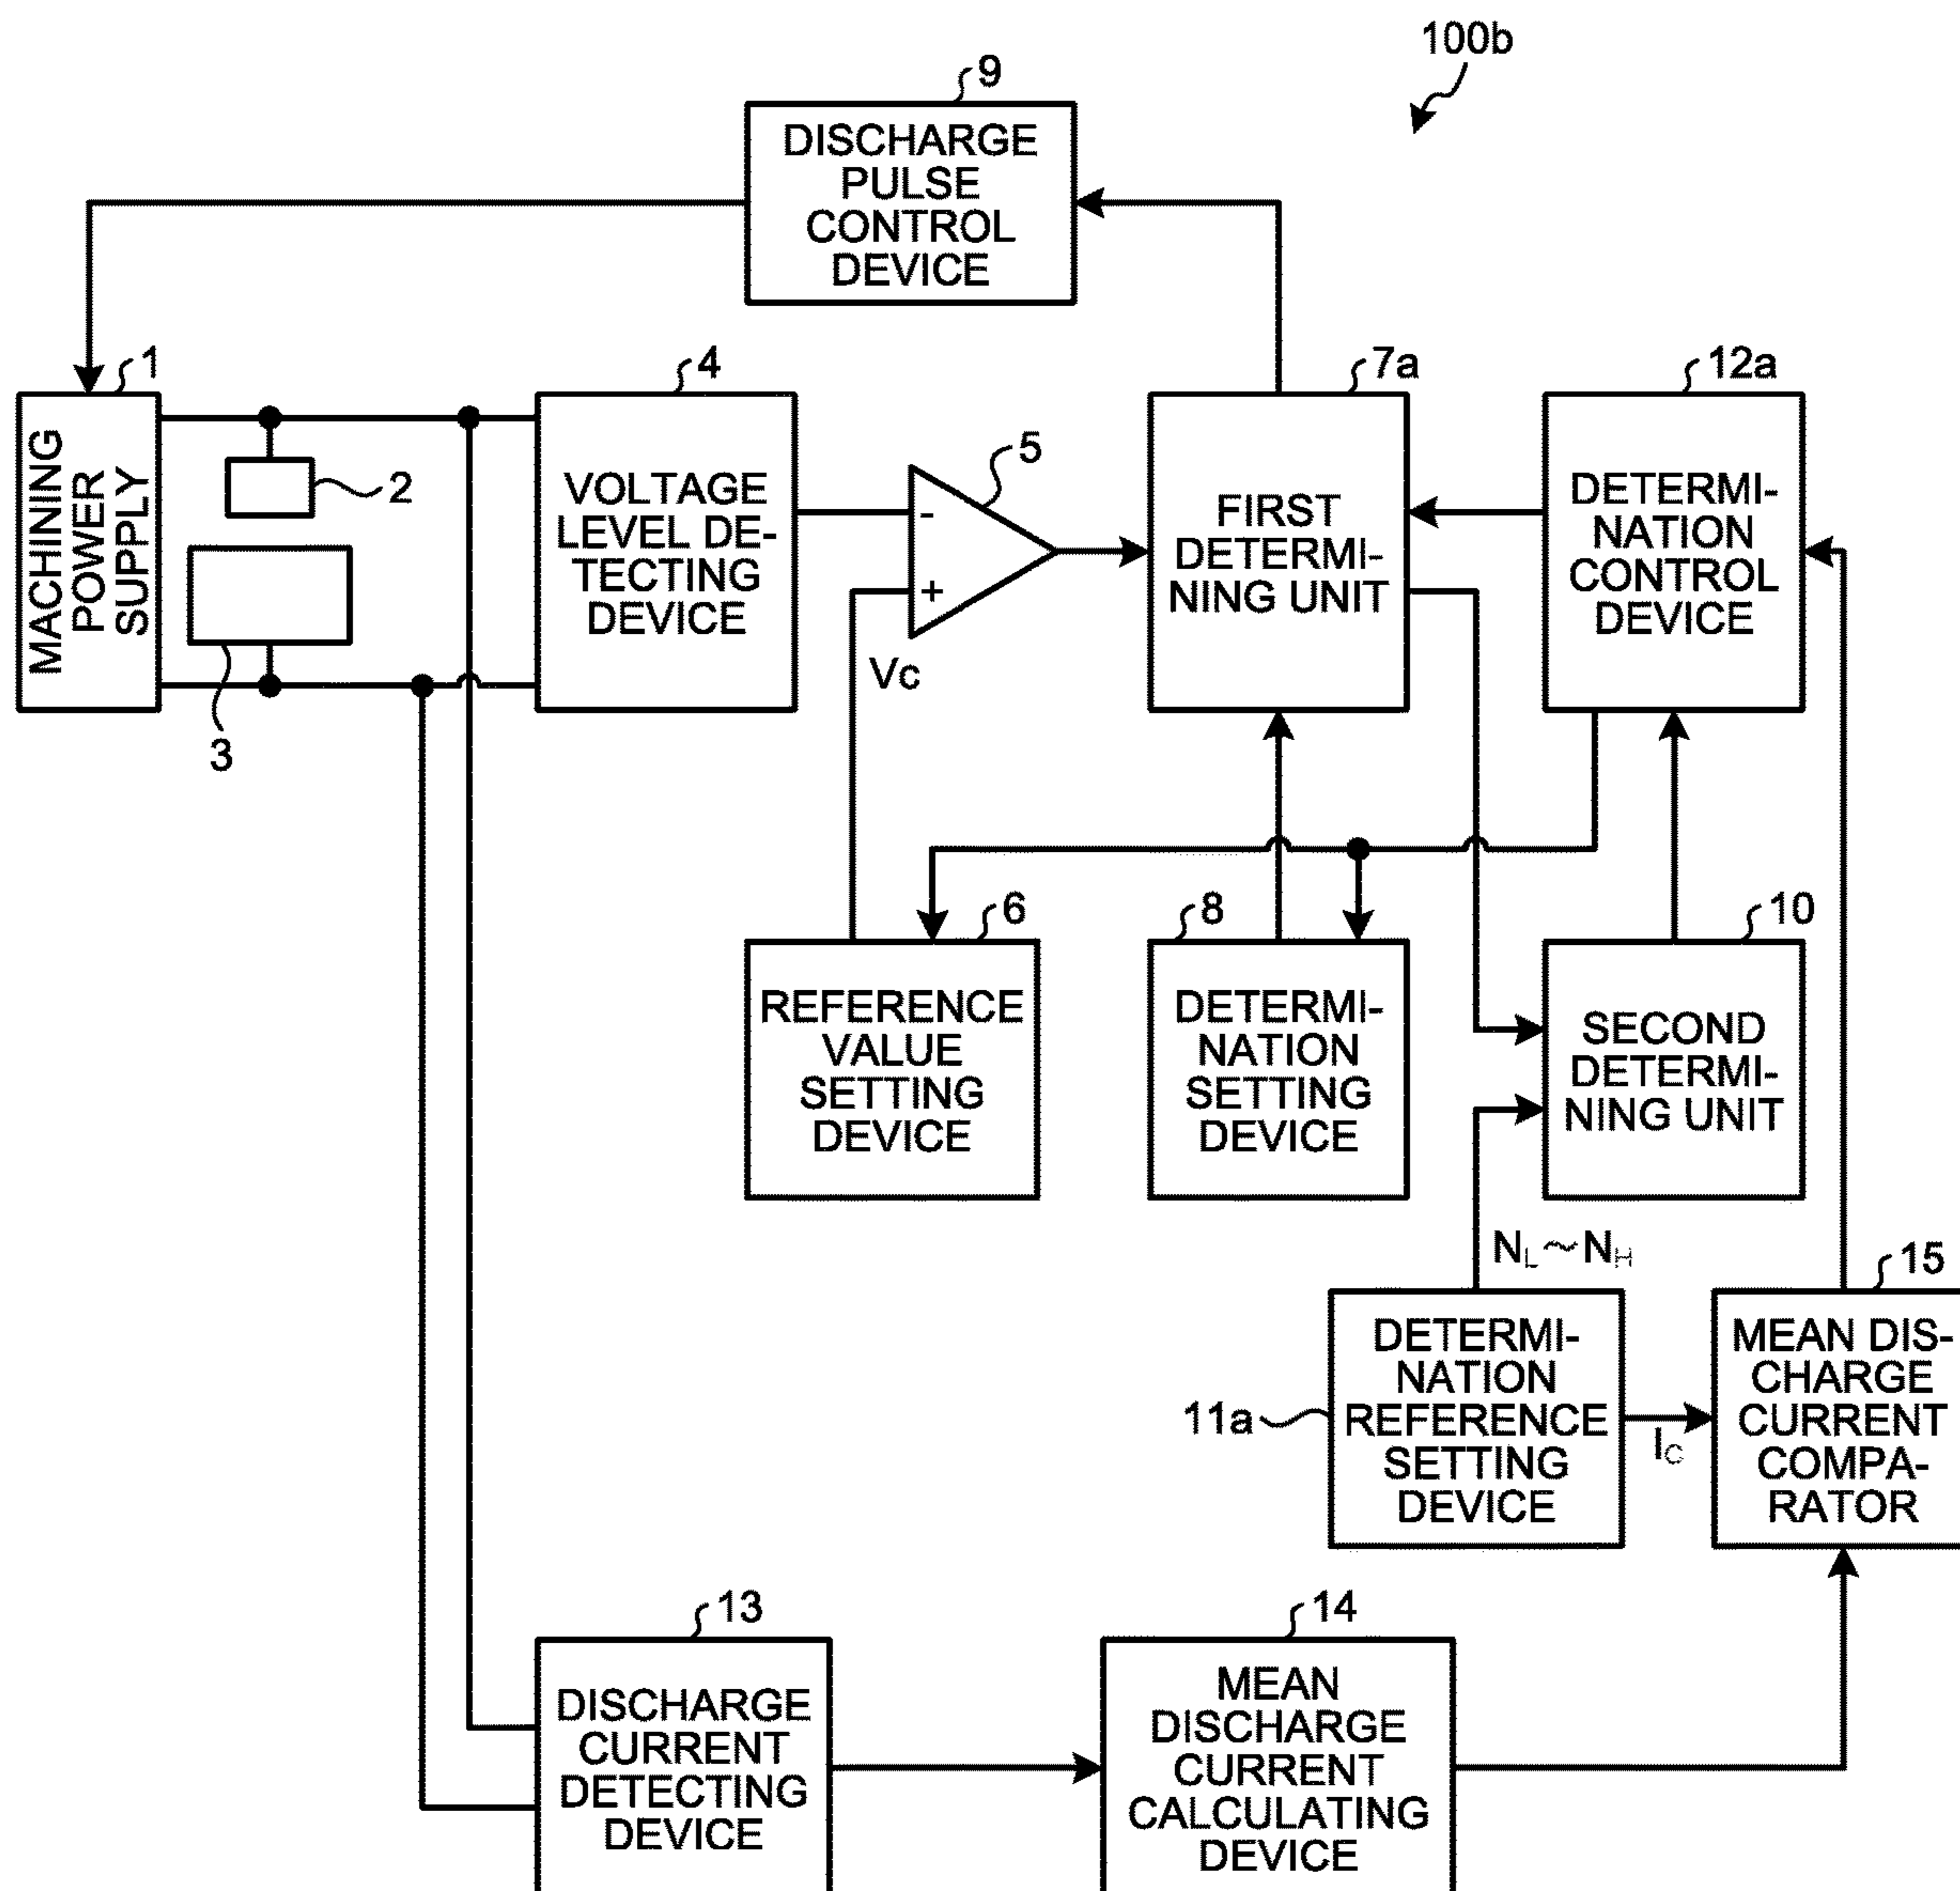 100b
9
DISCHARGE
PULSE
CONTROL
DEVICE
1
MACHINING
POWER
SUPPLY
2
3
4
VOLTAGE
LEVEL DE-
TECTING
DEVICE
5
-
+
Vc
7a
FIRST
DETERMI-
NING UNIT
12a
DETERMI-
NATION
CONTROL
DEVICE
6
REFERENCE
VALUE
SETTING
DEVICE
8
DETERMI-
NATION
SETTING
DEVICE
10
SECOND
DETERMI-
NING UNIT
NL～NH
11a
DETERMI-
NATION
REFERENCE
SETTING
DEVICE
IC
15
MEAN DIS-
CHARGE
CURRENT
COMPA-
RATOR
13
DISCHARGE
CURRENT
DETECTING
DEVICE
14
MEAN
DISCHARGE
CURRENT
CALCULATING
DEVICE